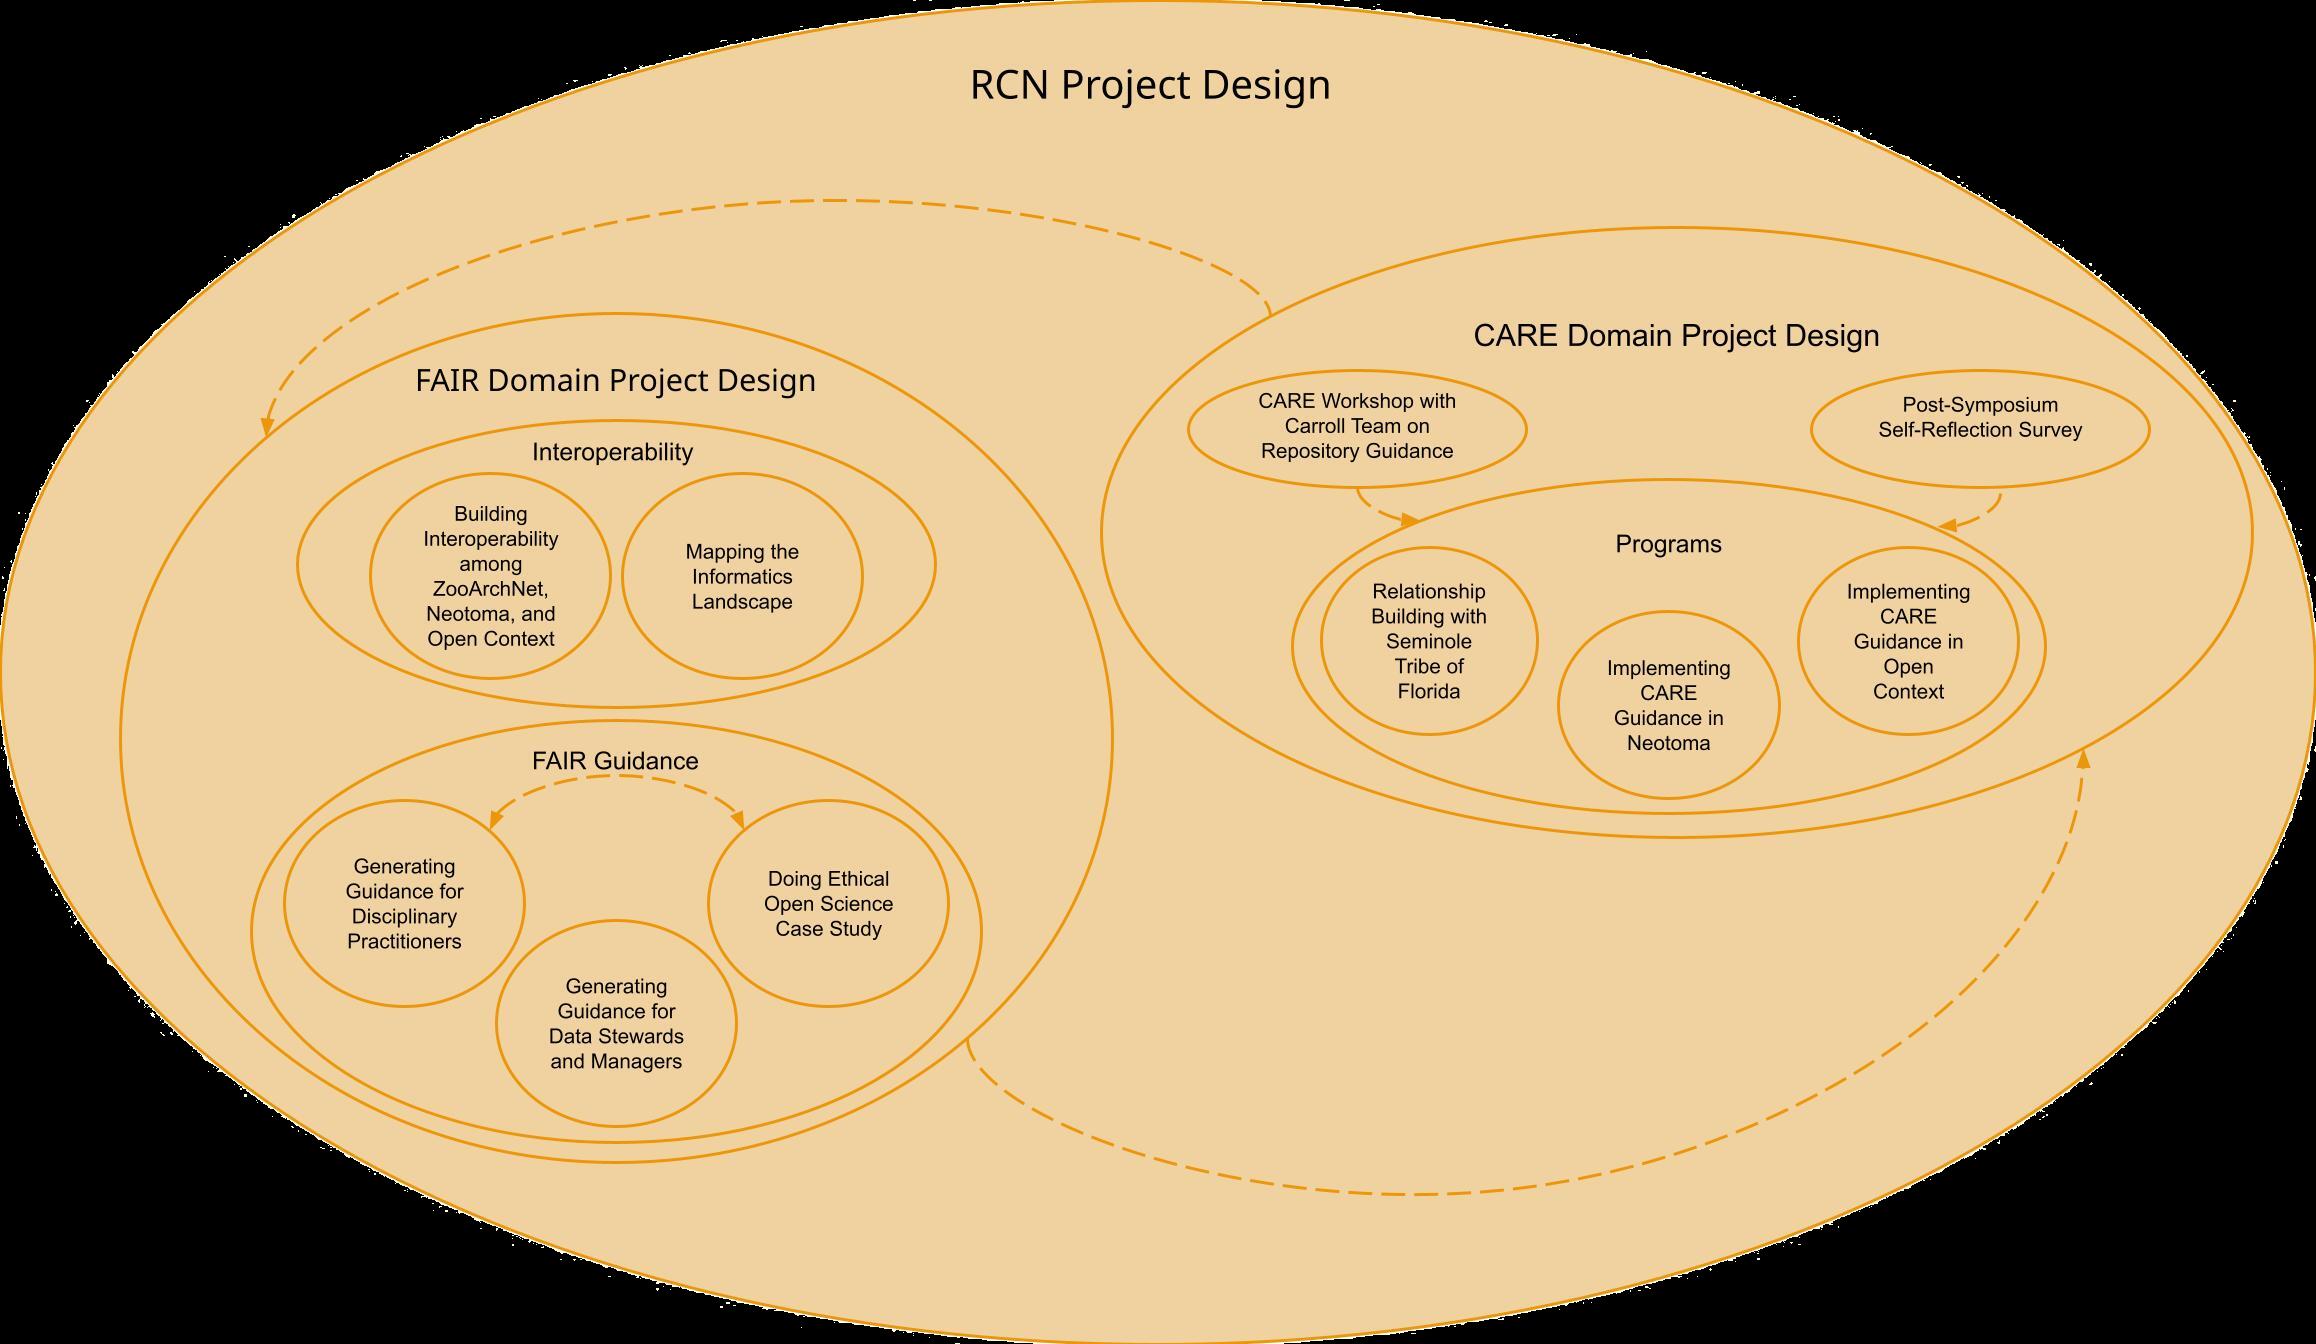 RCN Project Design
FAIR Domain Project Design
Interoperability
Building
Interoperability
among
ZooArchNet,
Neotoma, and
Open Context
Mapping the
Informatics
Landscape
FAIR Guidance
Generating
Guidance for
Disciplinary
Practitioners
Generating
Guidance for
Data Stewards
and Managers
Doing Ethical
Open Science
Case Study
CARE Domain Project Design
CARE Workshop with
Carroll Team on
Repository Guidance
Post-Symposium
Self-Reflection Survey
Programs
Relationship
Building with
Seminole
Tribe of
Florida
Implementing
CARE
Guidance in
Neotoma
Implementing
CARE
Guidance in
Open
Context